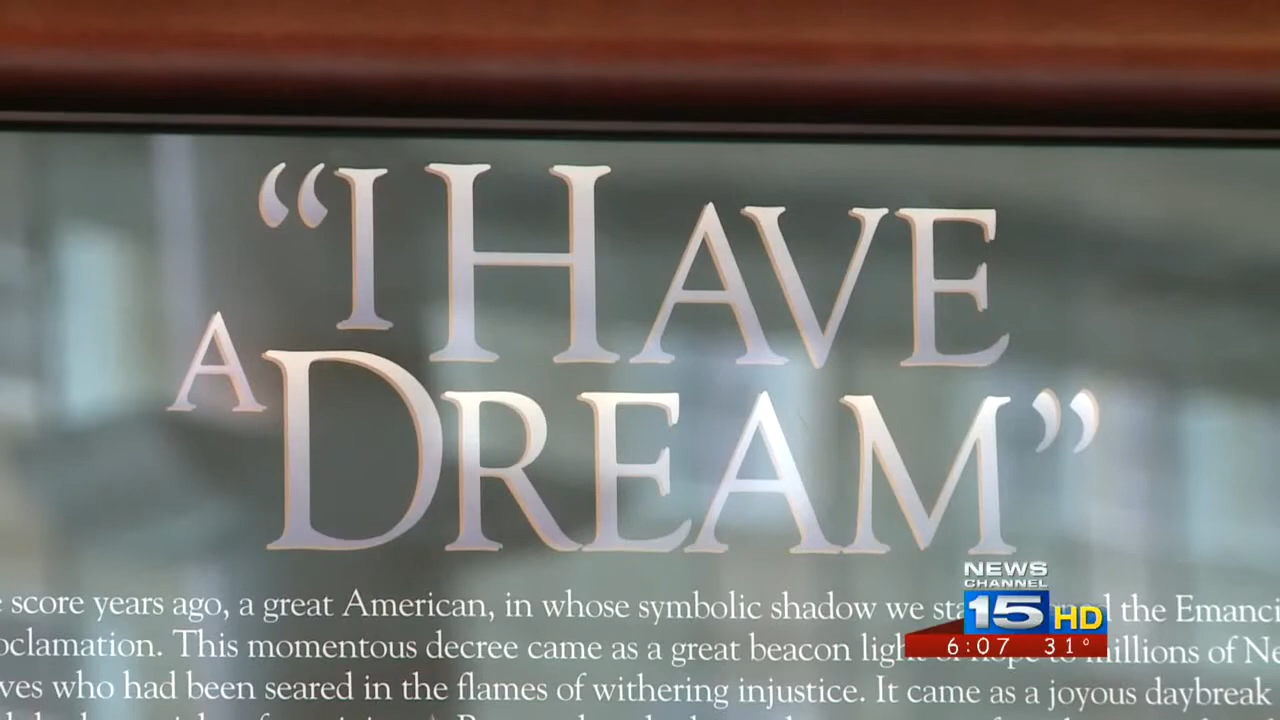 “I HAVE
A DREAM”
score years ago, a great American, in whose symbolic shadow we the Emanci
oclamation. This momentous decree came as a great beacon ligh millions of Ne
ves who had been seared in the flames of withering injustice. It came as a joyous daybreak
NEWS
CHANNEL
15 HD
6:07 31°